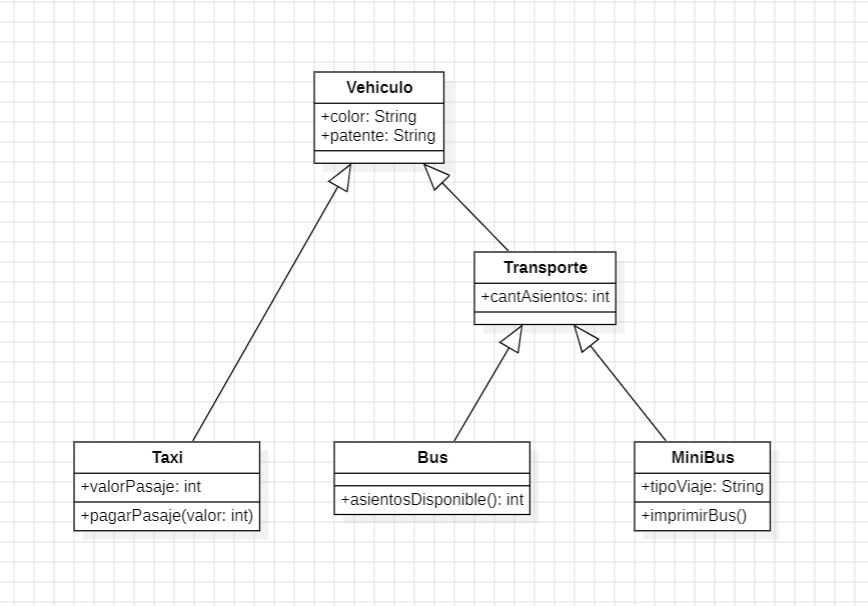 Vehiculo
+color: String
+patente: String
Transporte
+cantAsientos: int
Taxi
+valorPasaje: int
+pagarPasaje(valor: int)
Bus
+asientosDisponible(): int
MiniBus
+tipoViaje: String
+imprimirBus()